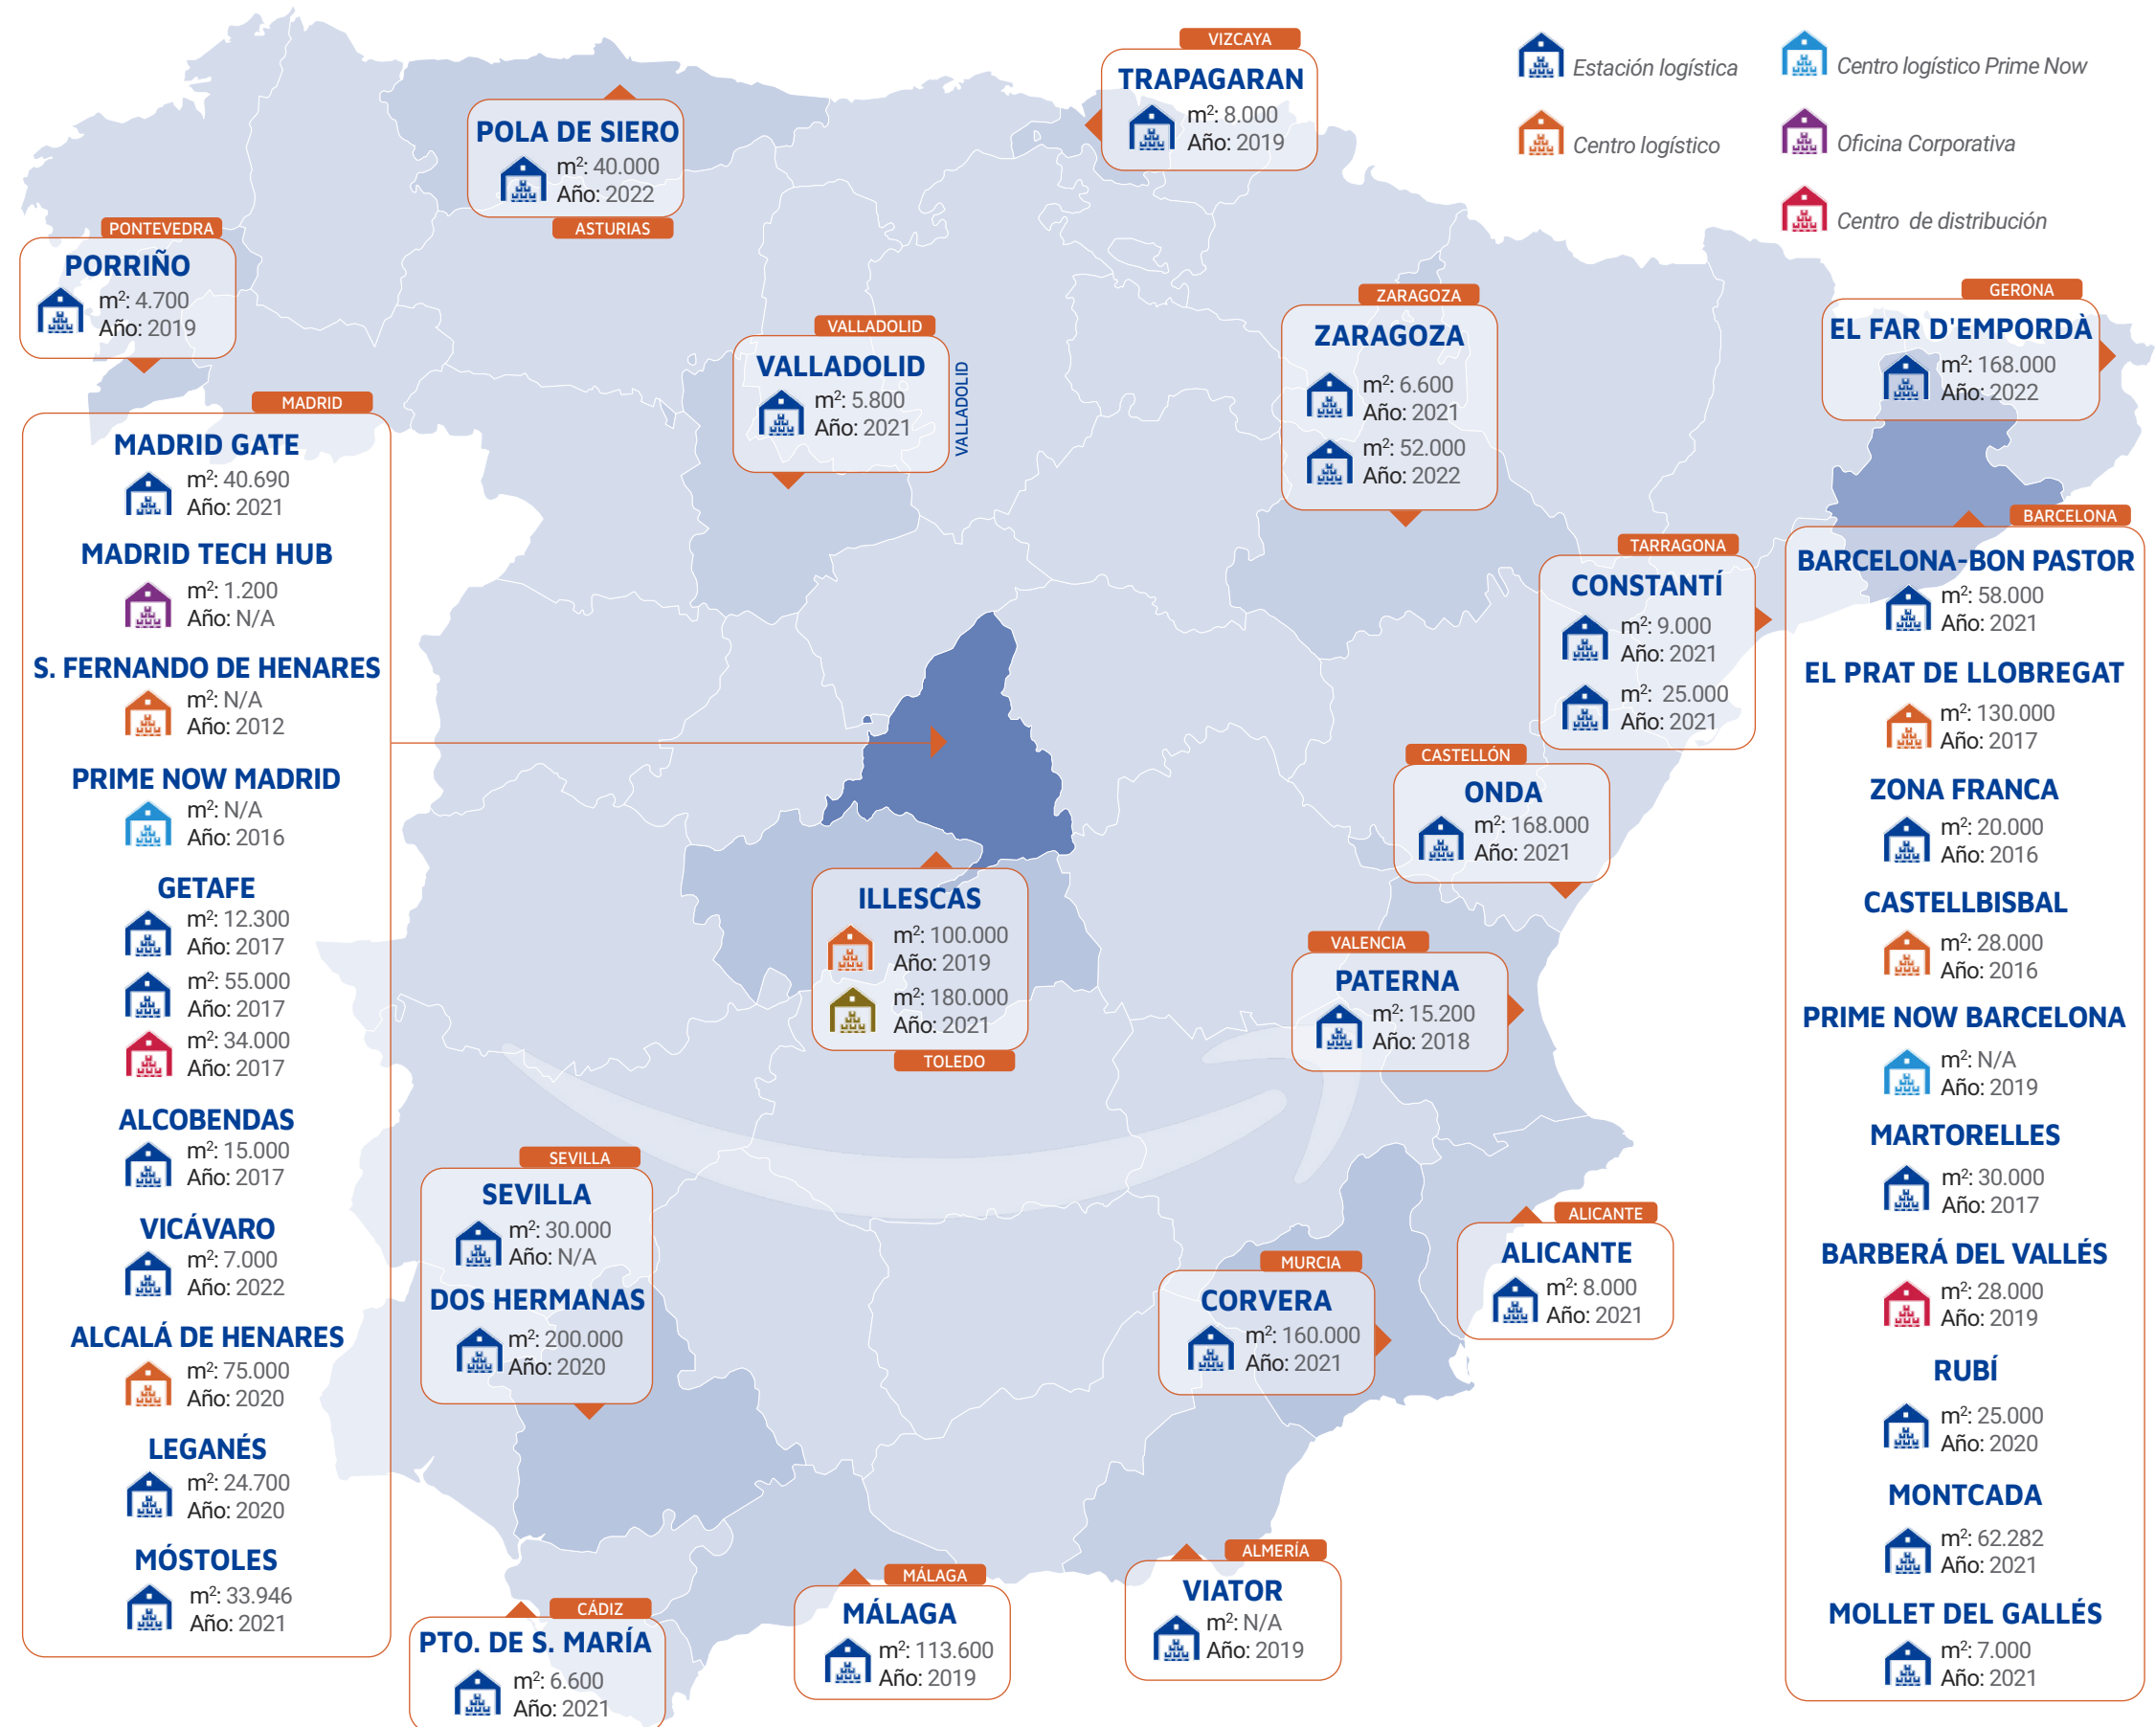 Estación logística
Centro logístico Prime Now
Centro logístico
Oficina Corporativa
Centro de distribución
VIZCAYA
TRAPAGARAN
m²: 8.000
Año: 2019
POLA DE SIERO
m²: 40.000
Año: 2022
ASTURIAS
PONTEVEDRA
PORRIÑO
m²: 4.700
Año: 2019
VALLADOLID
VALLADOLID
m²: 5.800
Año: 2021
VALLADOLID
ZARAGOZA
ZARAGOZA
m²: 6.600
Año: 2021
m²: 52.000
Año: 2022
GERONA
EL FAR D'EMPORDÀ
m²: 168.000
Año: 2022
MADRID
MADRID GATE
m²: 40.690
Año: 2021
MADRID TECH HUB
m²: 1.200
Año: N/A
S. FERNANDO DE HENARES
m²: N/A
Año: 2012
PRIME NOW MADRID
m²: N/A
Año: 2016
GETAFE
m²: 12.300
Año: 2017
m²: 55.000
Año: 2017
m²: 34.000
Año: 2017
ALCOBENDAS
m²: 15.000
Año: 2017
VICÁVARO
m²: 7.000
Año: 2022
ALCALÁ DE HENARES
m²: 75.000
Año: 2020
LEGANÉS
m²: 24.700
Año: 2020
MÓSTOLES
m²: 33.946
Año: 2021
TARRAGONA
CONSTANTÍ
m²: 9.000
Año: 2021
m²: 25.000
Año: 2021
CASTELLÓN
ONDA
m²: 168.000
Año: 2021
ILLESCAS
m²: 100.000
Año: 2019
m²: 180.000
Año: 2021
TOLEDO
VALENCIA
PATERNA
m²: 15.200
Año: 2018
SEVILLA
SEVILLA
m²: 30.000
Año: N/A
DOS HERMANAS
m²: 200.000
Año: 2020
MURCIA
CORVERA
m²: 160.000
Año: 2021
ALICANTE
ALICANTE
m²: 8.000
Año: 2021
CÁDIZ
PTO. DE S. MARÍA
m²: 6.600
Año: 2021
MÁLAGA
MÁLAGA
m²: 113.600
Año: 2019
ALMERÍA
VIATOR
m²: N/A
Año: 2019
BARCELONA
BARCELONA-BON PASTOR
m²: 58.000
Año: 2021
EL PRAT DE LLOBREGAT
m²: 130.000
Año: 2017
ZONA FRANCA
m²: 20.000
Año: 2016
CASTELLBISBAL
m²: 28.000
Año: 2016
PRIME NOW BARCELONA
m²: N/A
Año: 2019
MARTORELLES
m²: 30.000
Año: 2017
BARBERÁ DEL VALLÉS
m²: 28.000
Año: 2019
RUBÍ
m²: 25.000
Año: 2020
MONTCADA
m²: 62.282
Año: 2021
MOLLET DEL GALLÉS
m²: 7.000
Año: 2021